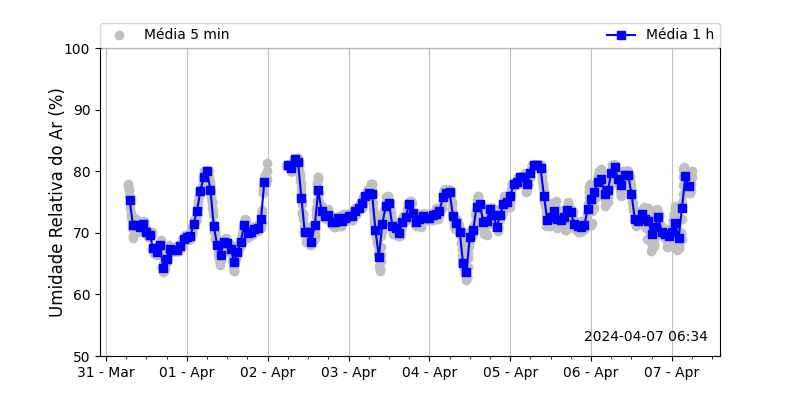 Média 5 min
Média 1 h
Umidade Relativa do Ar (%)
100
90
80
70
60
50
2024-04-07 06:34
31 - Mar
01 - Apr
02 - Apr
03 - Apr
04 - Apr
05 - Apr
06 - Apr
07 - Apr